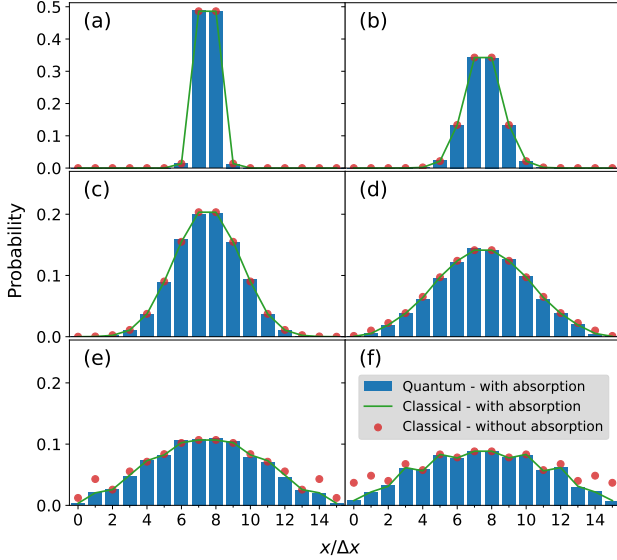 (a)
(b)
0.5
0.4
0.3
0.2
0.1
0.0
(c)
(d)
0.2
0.1
0.0
Probability
(e)
(f)
0.2
0.1
0.0
Quantum - with absorption
Classical - with absorption
Classical - without absorption
0 2 4 6 8 10 12 14 0 2 4 6 8 10 12 14
x/Δx